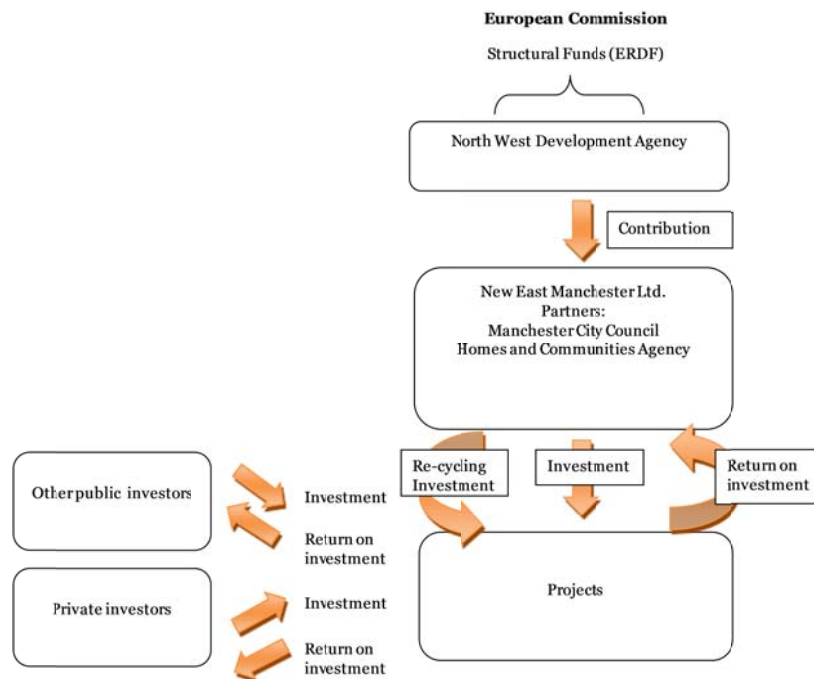 European Commission
Structural Funds (ERDF)
North West Development Agency
Contribution
New East Manchester Ltd.
Partners:
Manchester City Council
Homes and Communities Agency
Re-cycling
Investment
Investment
Return on
investment
Other public investors
Investment
Return on
investment
Projects
Private investors
Investment
Return on
investment